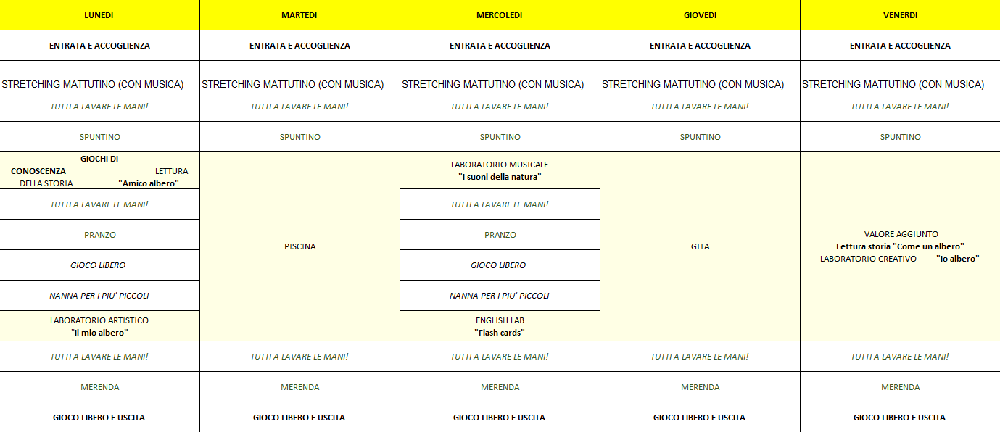 LUNEDI MARTEDI MERCOLEDI GIOVEDI VENERDI
ENTRATA E ACCOGLIENZA ENTRATA E ACCOGLIENZA ENTRATA E ACCOGLIENZA ENTRATA E ACCOGLIENZA ENTRATA E ACCOGLIENZA
STRETCHING MATTUTINO (CON MUSICA) STRETCHING MATTUTINO (CON MUSICA) STRETCHING MATTUTINO (CON MUSICA) STRETCHING MATTUTINO (CON MUSICA) STRETCHING MATTUTINO (CON MUSICA)
TUTTI A LAVARE LE MANI! TUTTI A LAVARE LE MANI! TUTTI A LAVARE LE MANI! TUTTI A LAVARE LE MANI! TUTTI A LAVARE LE MANI!
SPUNTINO SPUNTINO SPUNTINO SPUNTINO SPUNTINO
GIOCHI DI
CONOSCENZA LETTURA
DELLA STORIA "Amico albero"
LABORATORIO MUSICALE
"I suoni della natura"
TUTTI A LAVARE LE MANI! TUTTI A LAVARE LE MANI!
PRANZO PRANZO
PISCINA
GITA
VALORE AGGIUNTO
Lettura storia "Come un albero"
LABORATORIO CREATIVO "Io albero"
GIOCO LIBERO GIOCO LIBERO
NANNA PER I PIU' PICCOLI NANNA PER I PIU' PICCOLI
LABORATORIO ARTISTICO
"Il mio albero"
ENGLISH LAB
"Flash cards"
TUTTI A LAVARE LE MANI! TUTTI A LAVARE LE MANI! TUTTI A LAVARE LE MANI! TUTTI A LAVARE LE MANI! TUTTI A LAVARE LE MANI!
MERENDA MERENDA MERENDA MERENDA MERENDA
GIOCO LIBERO E USCITA GIOCO LIBERO E USCITA GIOCO LIBERO E USCITA GIOCO LIBERO E USCITA GIOCO LIBERO E USCITA